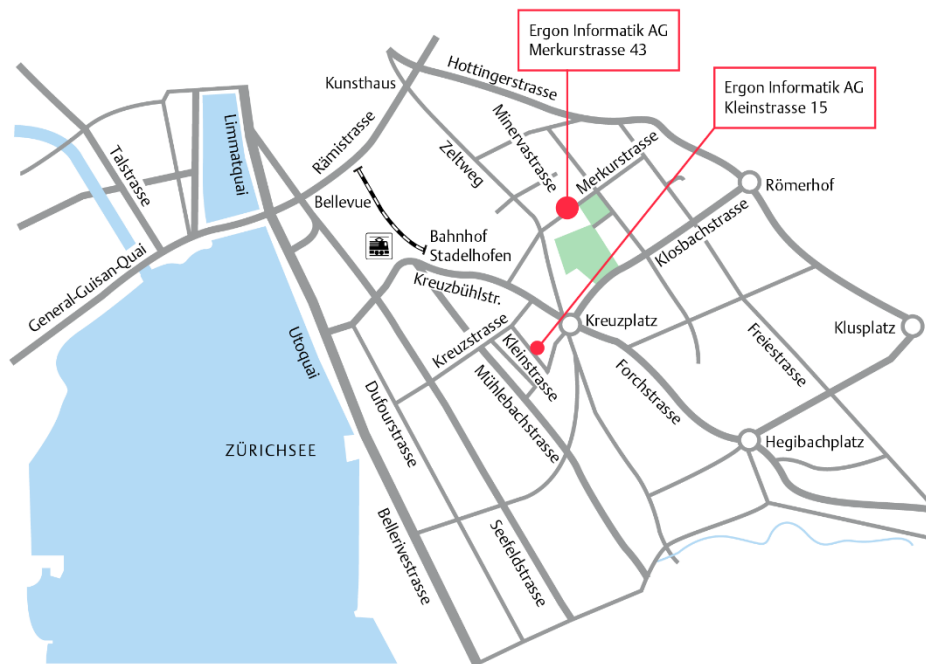 Ergon Informatik AG
Merkurstrasse 43
Ergon Informatik AG
Kleinstrasse 15
Hottingerstrasse
Kunsthaus
Limmatquai
Rämistrasse
Minervastrasse
Zeltweg
Merkurstrasse
Talstrasse
Römerhof
Bellevue
Bahnhof
Stadelhofen
Klosbachstrasse
General-Guisan-Quai
Kreuzbühlstr.
Kreuzplatz
Klusplatz
Utoquai
Kreuzstrasse
Kleinstrasse
Freiestrasse
Forchstrasse
Dufourstrasse
Mühlebachstrasse
Hegibachplatz
ZÜRICHSEE
Bellerivestrasse
Seefeldstrasse